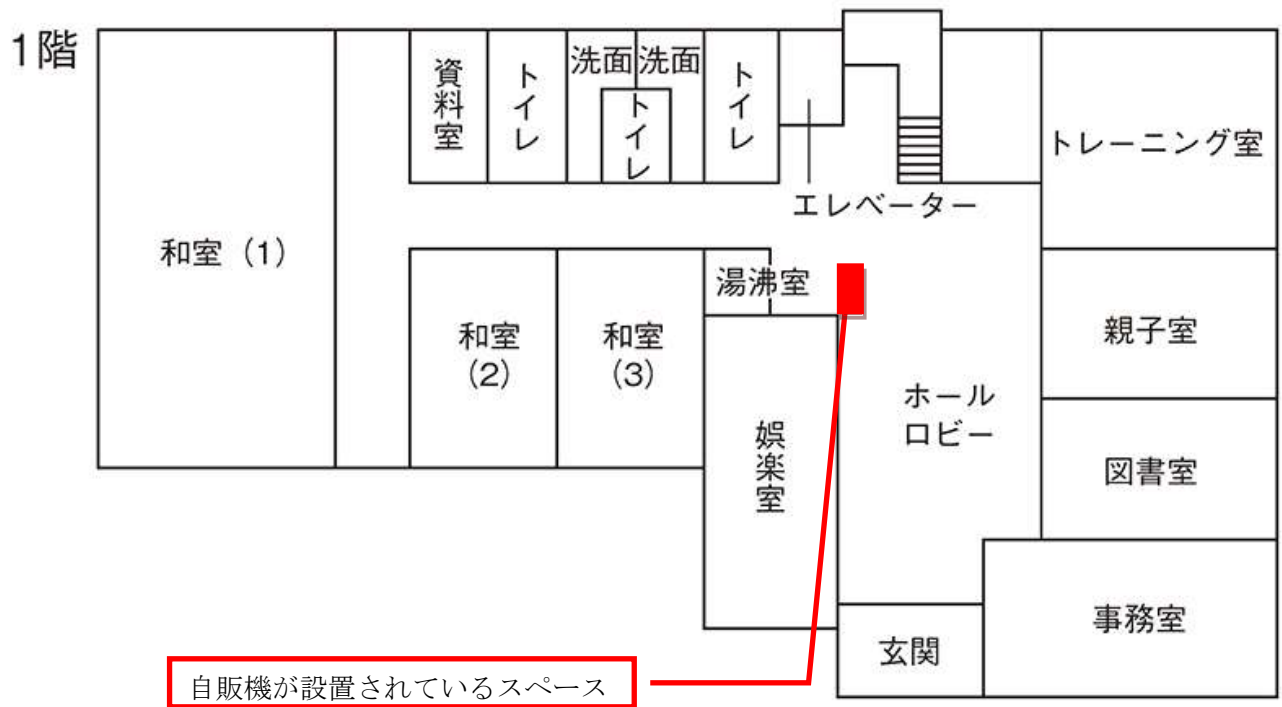 1階
資料室
トイレ
洗面
洗面
トイレ
トイレ
エレベーター
トレーニング室
和室（1）
和室
（2）
和室
（3）
湯沸室
親子室
ホール
ロビー
娯楽室
図書室
事務室
玄関
自販機が設置されているスペース